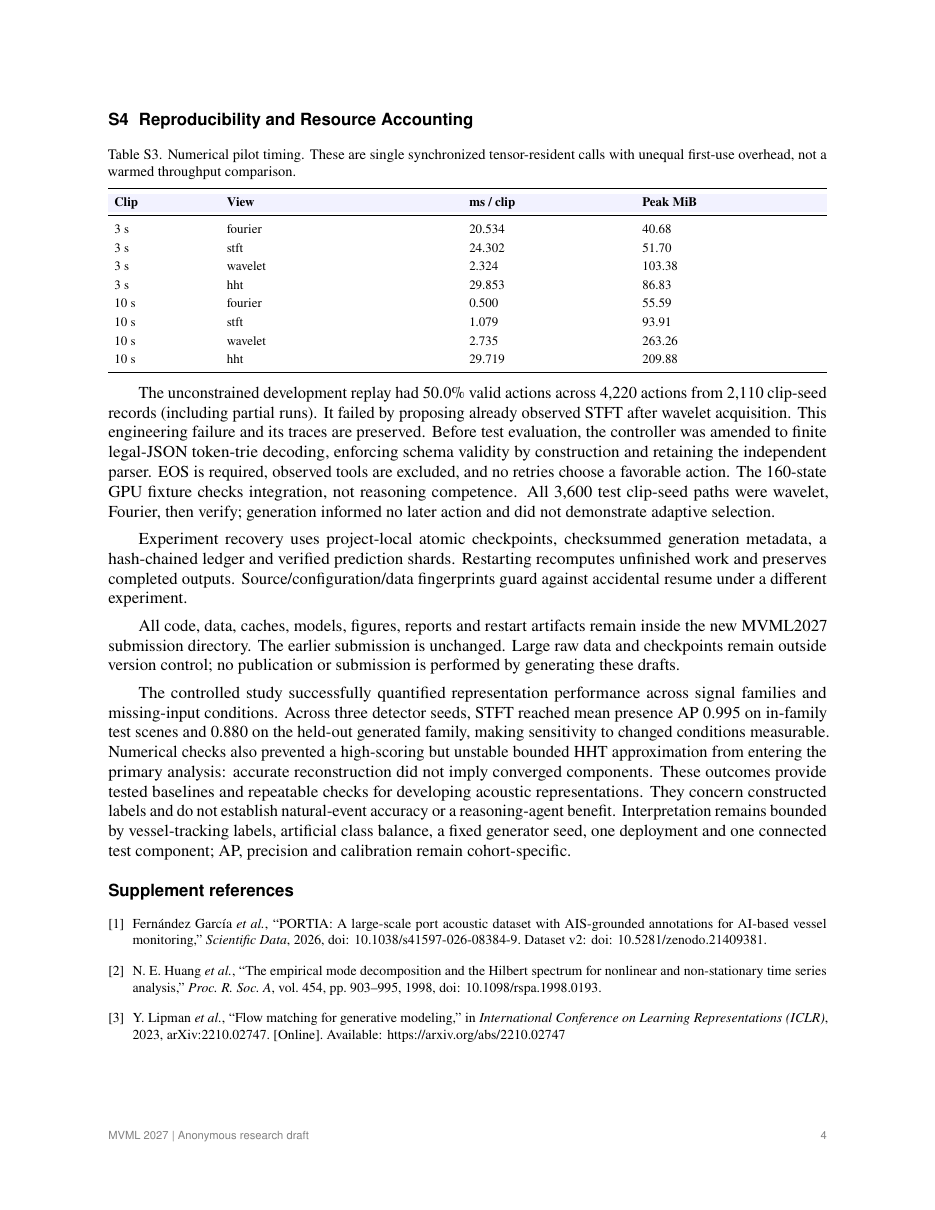 S4 Reproducibility and Resource Accounting
Table S3. Numerical pilot timing. These are single synchronized tensor-resident calls with unequal first-use overhead, not a
warmed throughput comparison.
Clip View ms / clip Peak MiB
3 s fourier 20.534 40.68
3 s stft 24.302 51.70
3 s wavelet 2.324 103.38
3 s hht 29.853 86.83
10 s fourier 0.500 55.59
10 s stft 1.079 93.91
10 s wavelet 2.735 263.26
10 s hht 29.719 209.88
The unconstrained development replay had 50.0% valid actions across 4,220 actions from 2,110 clip-seed
records (including partial runs). It failed by proposing already observed STFT after wavelet acquisition. This
engineering failure and its traces are preserved. Before test evaluation, the controller was amended to finite
legal-JSON token-trie decoding, enforcing schema validity by construction and retaining the independent
parser. EOS is required, observed tools are excluded, and no retries choose a favorable action. The 160-state
GPU fixture checks integration, not reasoning competence. All 3,600 test clip-seed paths were wavelet,
Fourier, then verify; generation informed no later action and did not demonstrate adaptive selection.
Experiment recovery uses project-local atomic checkpoints, checksummed generation metadata, a
hash-chained ledger and verified prediction shards. Restarting recomputes unfinished work and preserves
completed outputs. Source/configuration/data fingerprints guard against accidental resume under a different
experiment.
All code, data, caches, models, figures, reports and restart artifacts remain inside the new MVML2027
submission directory. The earlier submission is unchanged. Large raw data and checkpoints remain outside
version control; no publication or submission is performed by generating these drafts.
The controlled study successfully quantified representation performance across signal families and
missing-input conditions. Across three detector seeds, STFT reached mean presence AP 0.995 on in-family
test scenes and 0.880 on the held-out generated family, making sensitivity to changed conditions measurable.
Numerical checks also prevented a high-scoring but unstable bounded HHT approximation from entering the
primary analysis: accurate reconstruction did not imply converged components. These outcomes provide
tested baselines and repeatable checks for developing acoustic representations. They concern constructed
labels and do not establish natural-event accuracy or a reasoning-agent benefit. Interpretation remains bounded
by vessel-tracking labels, artificial class balance, a fixed generator seed, one deployment and one connected
test component; AP, precision and calibration remain cohort-specific.
Supplement references
[1] Fernández García et al., “PORTIA: A large-scale port acoustic dataset with AIS-grounded annotations for AI-based vessel
monitoring,” Scientific Data, 2026, doi: 10.1038/s41597-026-08384-9. Dataset v2: doi: 10.5281/zenodo.21409381.
[2] N. E. Huang et al., “The empirical mode decomposition and the Hilbert spectrum for nonlinear and non-stationary time series
analysis,” Proc. R. Soc. A, vol. 454, pp. 903–995, 1998, doi: 10.1098/rspa.1998.0193.
[3] Y. Lipman et al., “Flow matching for generative modeling,” in International Conference on Learning Representations (ICLR),
2023, arXiv:2210.02747. [Online]. Available: https://arxiv.org/abs/2210.02747
MVML 2027 | Anonymous research draft 4